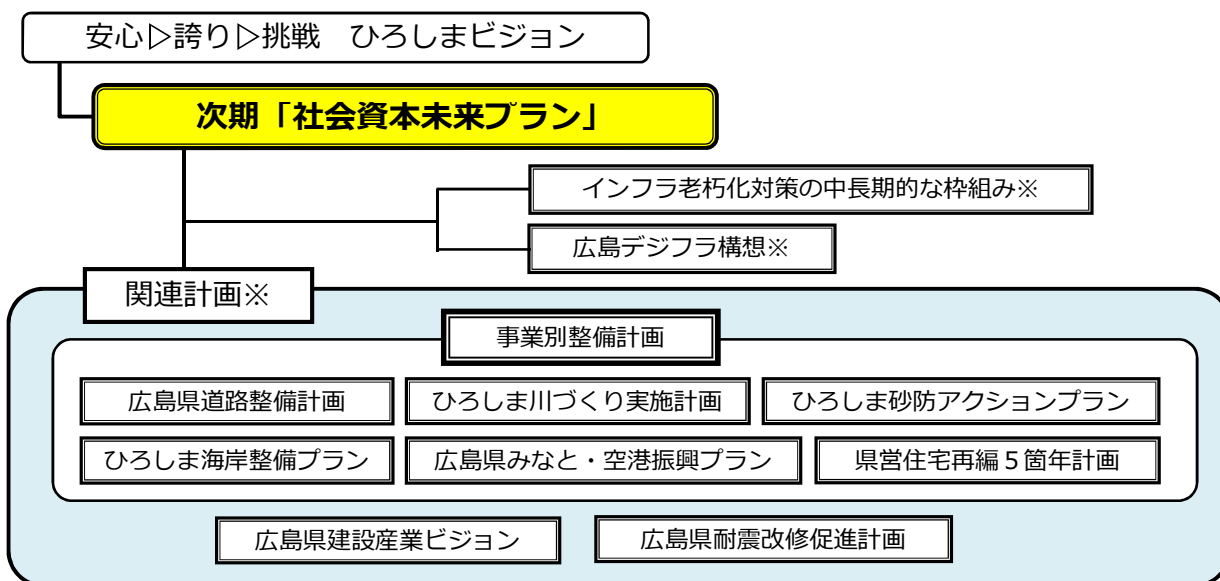 安心▷誇り▷挑戦　ひろしまビジョン
次期「社会資本未来プラン」
インフラ老朽化対策の中長期的な枠組み※
広島デジフラ構想※
関連計画※
事業別整備計画
広島県道路整備計画
ひろしま川づくり実施計画
ひろしま砂防アクションプラン
ひろしま海岸整備プラン
広島県みなと・空港振興プラン
県営住宅再編５箇年計画
広島県建設産業ビジョン
広島県耐震改修促進計画